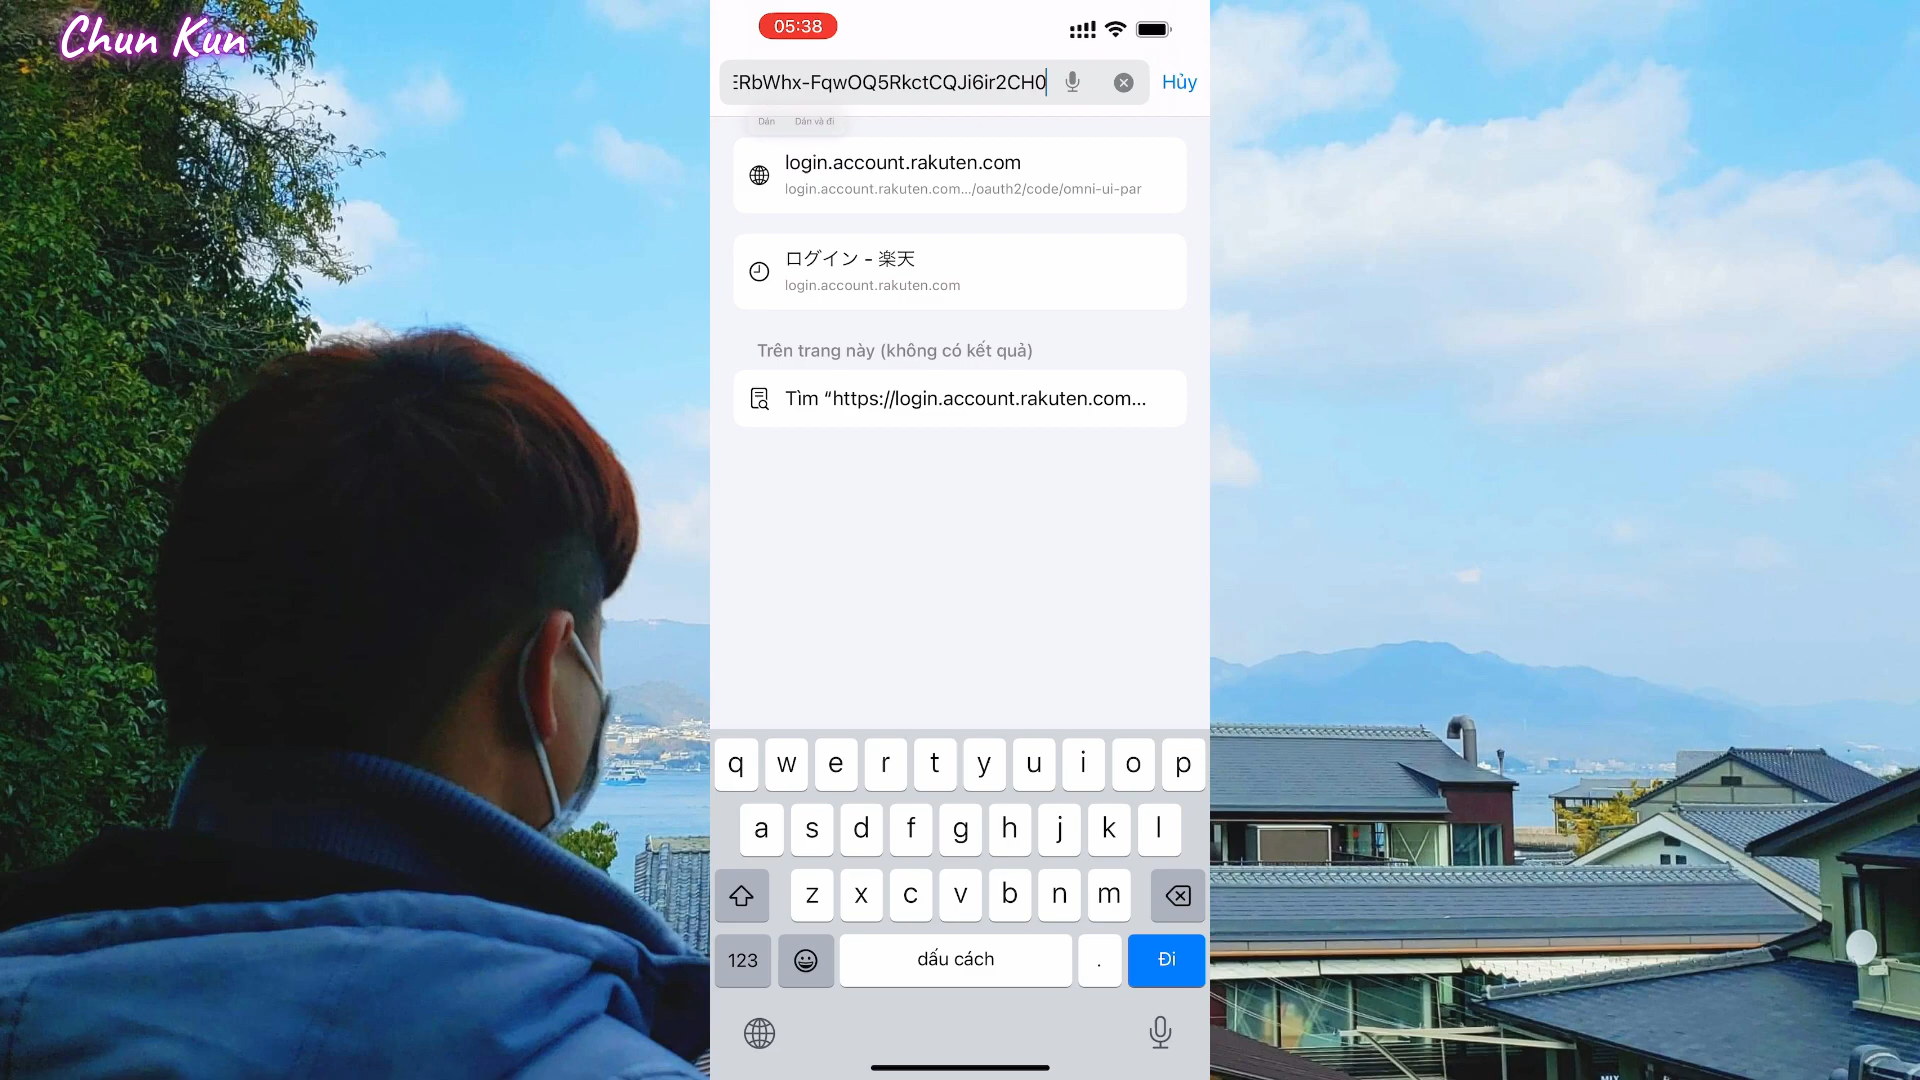 Chun Kun
05:38
ERbWhx-FqwOQ5RkctCQJi6ir2CH0
Hủy
Dán Dán và đi
login.account.rakuten.com
login.account.rakuten.com.../oauth2/code/omni-ui-par
ログイン - 楽天
login.account.rakuten.com
Trên trang này (không có kết quả)
Tìm "https://login.account.rakuten.com...
q w e r t y u i o p
a s d f g h j k l
z x c v b n m
123 dấu cách . Đi